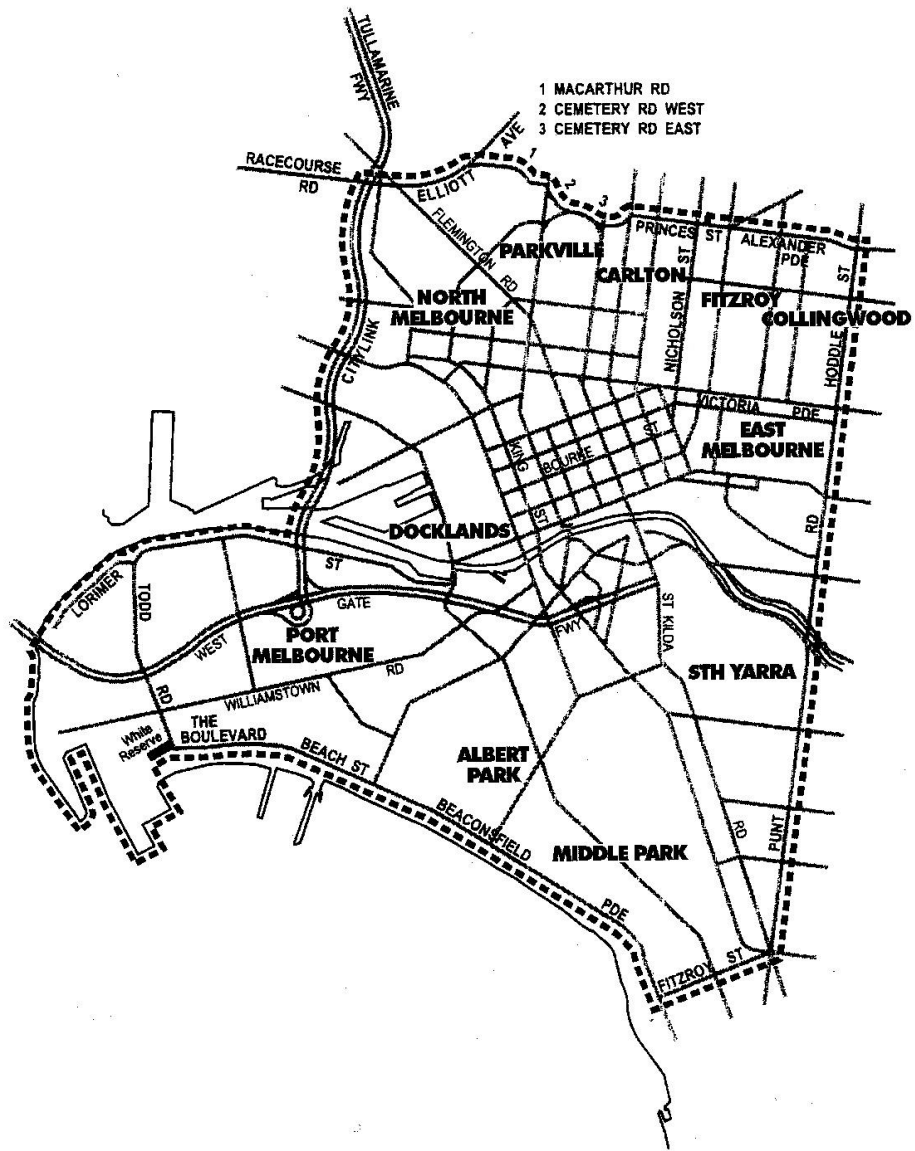 TULLAMARINE
FWY
1 MACARTHUR RD
2 CEMETERY RD WEST
3 CEMETERY RD EAST
AVE
1
RACECOURSE
RD
ELLIOTT
2
3
FLEMINGTON
RD
PARKVILLE
PRINCES ST
ALEXANDER
PDE
ST
CARLTON
ST
NORTH
MELBOURNE
FITZROY
COLLINGWOOD
NICHOLSON
HODDLE
CITYLINK
VICTORIA PDE
EAST
MELBOURNE
KING
BOURNE
ST
ST
RD
DOCKLANDS
LORIMER
ST
TODD
GATE
WEST
FWY
ST KILDA
PORT
MELBOURNE
RD
STH YARRA
RD
WILLIAMSTOWN
THE
BOULEVARD
White
Reserve
BEACH ST
ALBERT
PARK
BEACONSFIELD
RD
PUNT
MIDDLE PARK
PDE
FITZROY ST